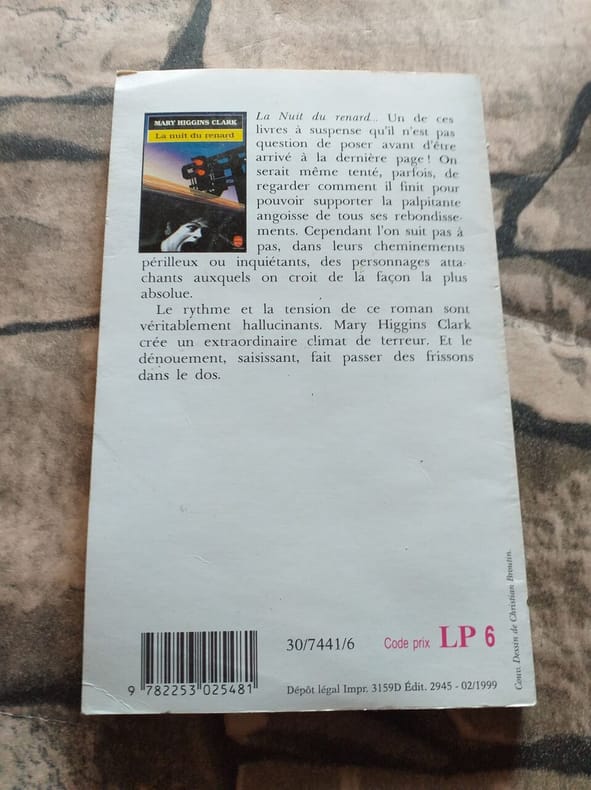 MARY HIGGINS CLARK
La nuit du renard
La Nuit du renard... Un de ces
livres à suspense qu'il n'est pas
question de poser avant d'être
arrivé à la dernière page ! On
serait même tenté, parfois, de
regarder comment il finit pour
pouvoir supporter la palpitante
angoisse de tous ses rebondisse-
ments. Cependant l'on suit pas à
pas, dans leurs cheminements
périlleux ou inquiétants, des personnages atta-
chants auxquels on croit de la façon la plus
absolue.
Le rythme et la tension de ce roman sont
véritablement hallucinants. Mary Higgins Clark
crée un extraordinaire climat de terreur. Et le
dénouement, saisissant, fait passer des frissons
dans le dos.
Couv. Dessin de Christian Broutin.
30/7441/6
Code prix LP 6
9 782253 025481
Dépôt légal Impr. 3159D Édit. 2945 - 02/1999